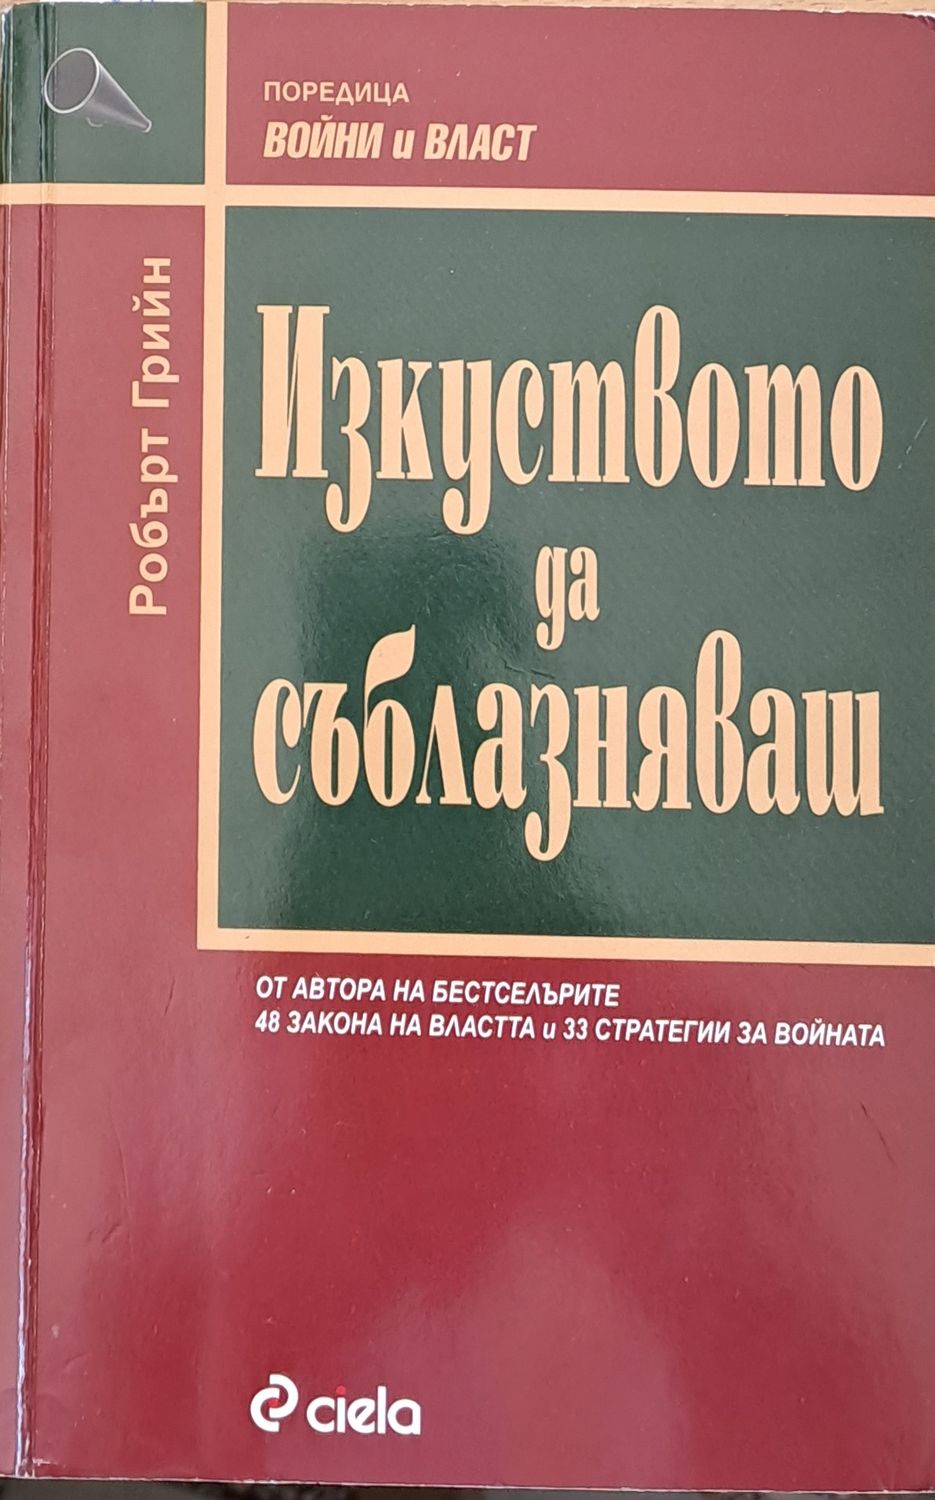 ПОРЕДИЦА
ВОЙНИ и ВЛАСТ
Робърт Грийн
Изкуството
да
съблазняваш
ОТ АВТОРА НА БЕСТСЕЛЪРИТЕ
48 ЗАКОНА НА ВЛАСТТА и 33 СТРАТЕГИИ ЗА ВОЙНАТА
ciela